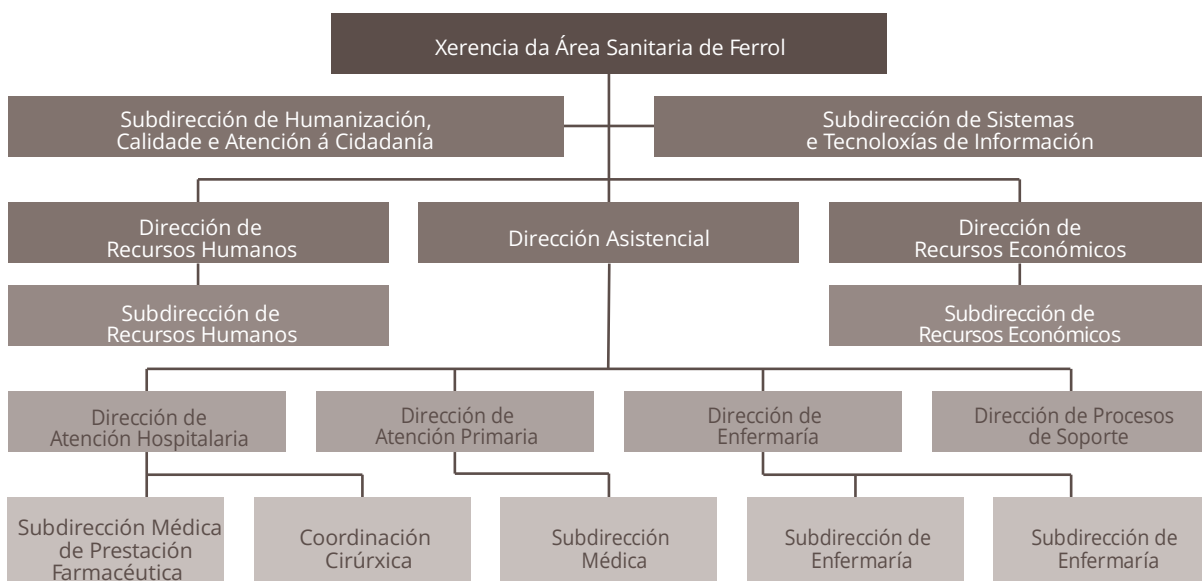 Xerencia da Área Sanitaria de Ferrol
Subdirección de Humanización,
Calidade e Atención á Cidadanía
Subdirección de Sistemas
e Tecnoloxías de Información
Dirección de
Recursos Humanos
Dirección Asistencial
Dirección de
Recursos Económicos
Subdirección de
Recursos Humanos
Subdirección de
Recursos Económicos
Dirección de
Atención Hospitalaria
Dirección de
Atención Primaria
Dirección de
Enfermaría
Dirección de Procesos
de Soporte
Subdirección Médica
de Prestación
Farmacéutica
Coordinación
Cirúrxica
Subdirección
Médica
Subdirección de
Enfermaría
Subdirección de
Enfermaría